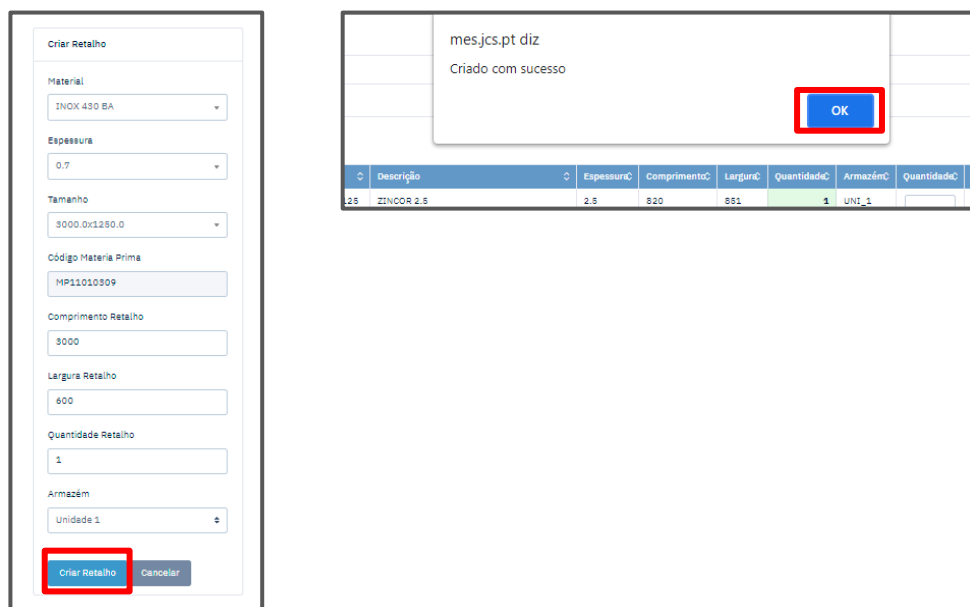 Criar Retalho
Material
INOX 430 BA
Espessura
0.7
Tamanho
3000.0x1250.0
Código Materia Prima
MP11010309
Comprimento Retalho
3000
Largura Retalho
600
Quantidade Retalho
1
Armazém
Unidade 1
Criar Retalho Cancelar
mes.jcs.pt diz
Criado com sucesso
OK
Descrição Espessura Comprimento Largura Quantidade Armazém Quantidade
125 ZINCOR 2.5 2.5 820 851 1 UNI_1